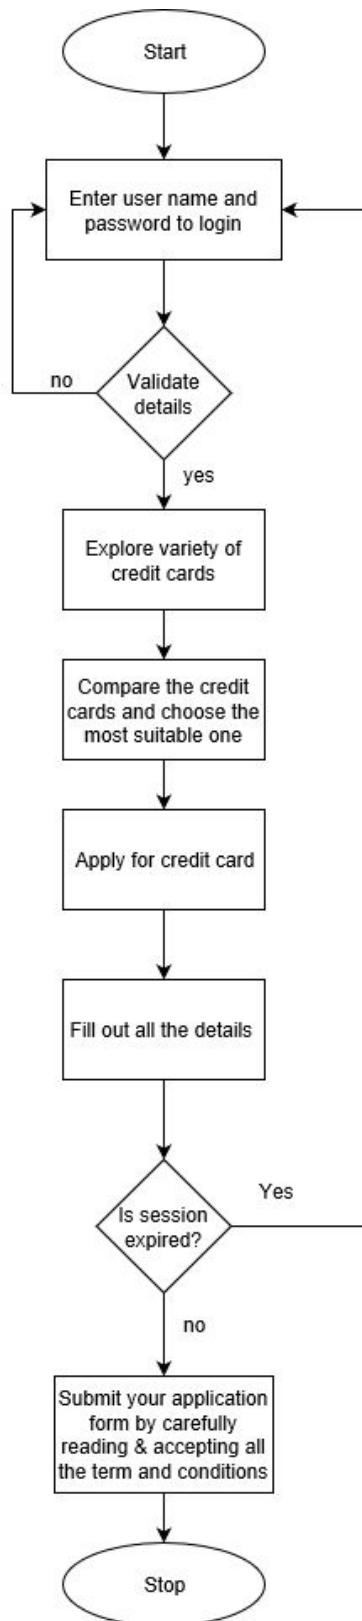 Start
Enter user name and
password to login
no
Validate
details
yes
Explore variety of
credit cards
Compare the credit
cards and choose the
most suitable one
Apply for credit card
Fill out all the details
Yes
Is session
expired?
no
Submit your application
form by carefully
reading & accepting all
the term and conditions
Stop